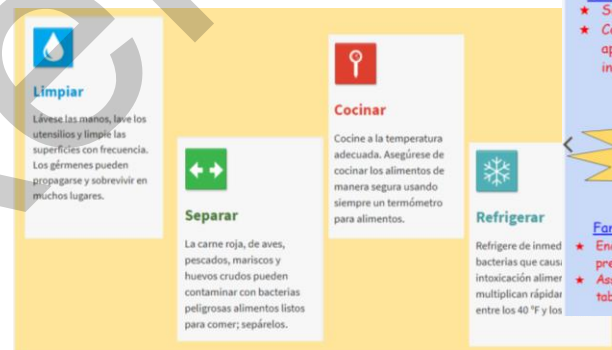 Limpiar
Lávese las manos, lave los
utensilios y limpie las
superficies con frecuencia.
Los gérmenes pueden
propagarse y sobrevivir en
muchos lugares.
Separar
La carne roja, de aves,
pescados, mariscos y
huevos crudos pueden
contaminar con bacterias
peligrosas alimentos listos
para comer; sepárelos.
Cocinar
Cocine a la temperatura
adecuada. Asegúrese de
cocinar los alimentos de
manera segura usando
siempre un termómetro
para alimentos.
Refrigerar
Refrigere de inmed
bacterias que caus
intoxicación alimer
multiplican rápidar
entre los 40 °F y los